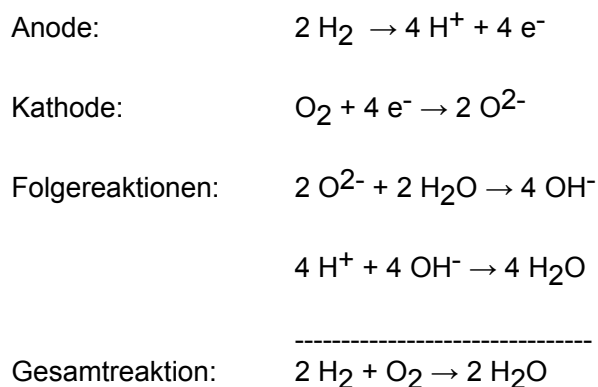 Anode: 2 H₂ → 4 H⁺ + 4 e⁻
Kathode: O₂ + 4 e⁻ → 2 O²⁻
Folgereaktionen: 2 O²⁻ + 2 H₂O → 4 OH⁻
4 H⁺ + 4 OH⁻ → 4 H₂O
--------------------------------
Gesamtreaktion: 2 H₂ + O₂ → 2 H₂O